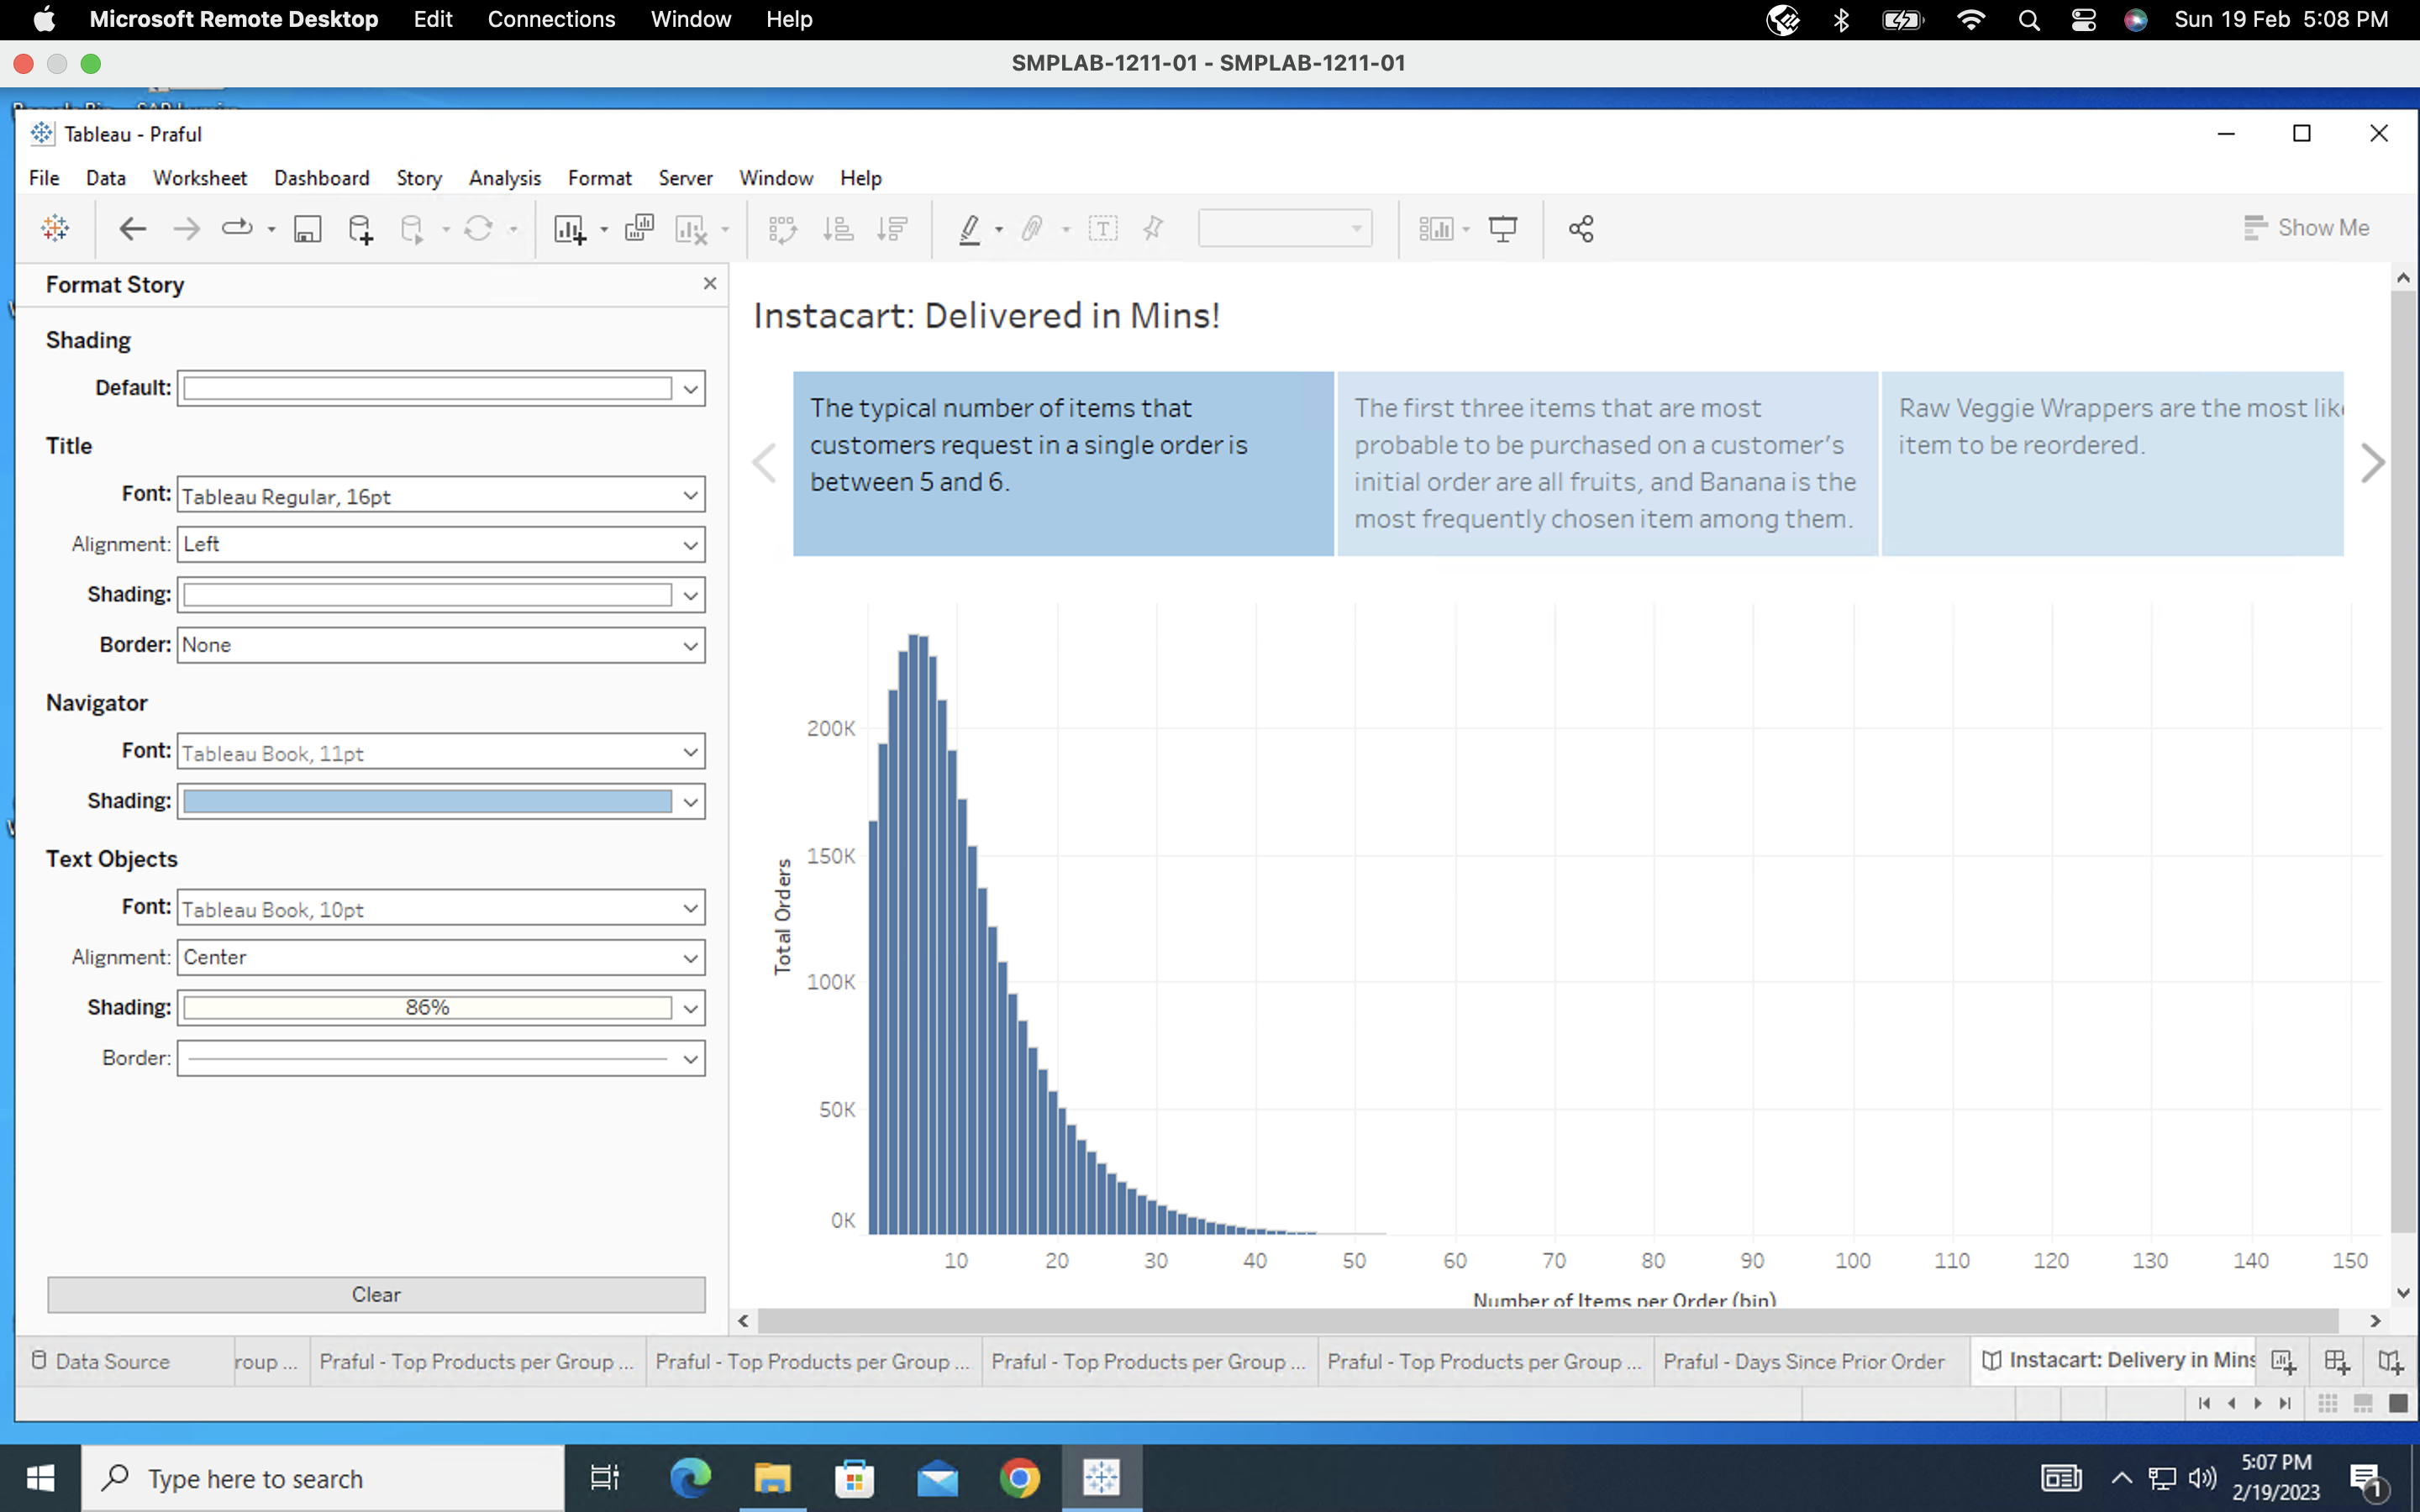 Microsoft Remote Desktop Edit Connections Window Help Sun 19 Feb 5:08 PM
SMPLAB-1211-01 - SMPLAB-1211-01
Tableau - Praful
File Data Worksheet Dashboard Story Analysis Format Server Window Help
Show Me
Format Story
Shading
Default:
Title
Font: Tableau Regular, 16pt
Alignment: Left
Shading:
Border: None
Navigator
Font: Tableau Book, 11pt
Shading:
Text Objects
Font: Tableau Book, 10pt
Alignment: Center
Shading: 86%
Border:
Clear
Instacart: Delivered in Mins!
The typical number of items that
customers request in a single order is
between 5 and 6.
The first three items that are most
probable to be purchased on a customer's
initial order are all fruits, and Banana is the
most frequently chosen item among them.
Raw Veggie Wrappers are the most lik
item to be reordered.
Total Orders
200K
150K
100K
50K
0K
10 20 30 40 50 60 70 80 90 100 110 120 130 140 150
Number of Items per Order (bin)
Data Source roup ... Praful - Top Products per Group ... Praful - Top Products per Group ... Praful - Top Products per Group ... Praful - Top Products per Group ... Praful - Days Since Prior Order Instacart: Delivery in Mins
Type here to search
5:07 PM
2/19/2023
1